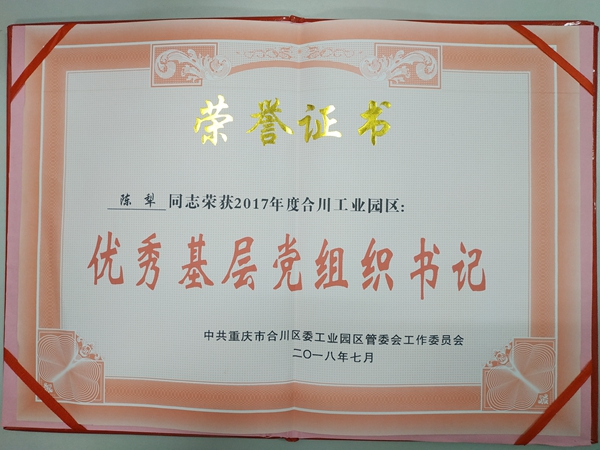 荣誉证书
陈犁 同志荣获2017年度合川工业园区:
优秀基层党组织书记
中共重庆市合川区委工业园区管委会工作委员会
二〇一八年七月